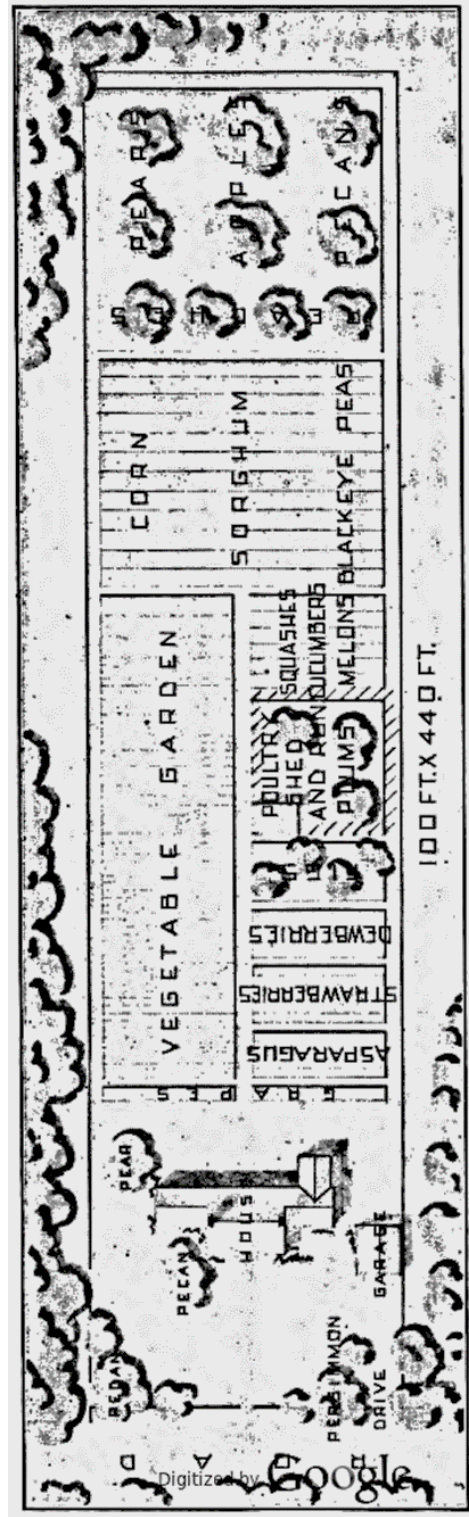 PEARS
APPLES
PECANS
PEACHES
CORN
SORGHUM
BLACKEYE PEAS
VEGETABLE GARDEN
SQUASHES
CUCUMBERS
MELONS
POULTRY
SHED
AND RUN
PLUMS
DEWBERRIES
STRAWBERRIES
ASPARAGUS
GRAPES
100 FT. X 440 FT.
PEAR
HOUS
PECAN
GARAGE
PECAN
PERSIMMON
DRIVE
ROAD
Digitized by Google